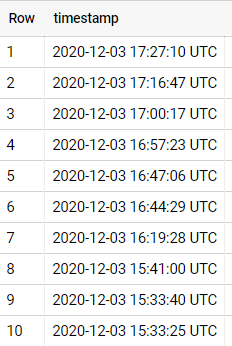 Row timestamp
1 2020-12-03 17:27:10 UTC
2 2020-12-03 17:16:47 UTC
3 2020-12-03 17:00:17 UTC
4 2020-12-03 16:57:23 UTC
5 2020-12-03 16:47:06 UTC
6 2020-12-03 16:44:29 UTC
7 2020-12-03 16:19:28 UTC
8 2020-12-03 15:41:00 UTC
9 2020-12-03 15:33:40 UTC
10 2020-12-03 15:33:25 UTC